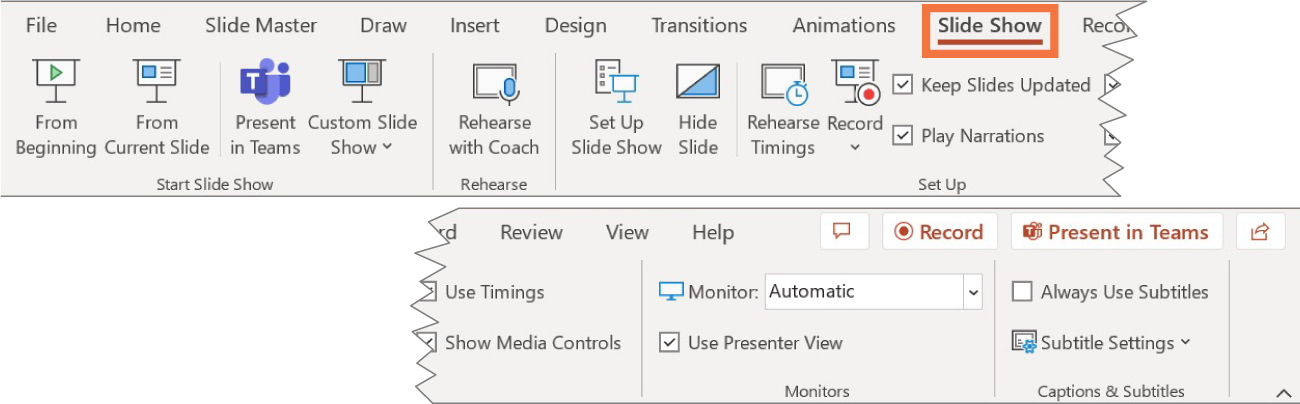 File Home Slide Master Draw Insert Design Transitions Animations Slide Show Recor
From Beginning
From Current Slide
Present in Teams
Custom Slide Show
Rehearse with Coach
Set Up Slide Show
Hide Slide
Rehearse Timings
Record
Keep Slides Updated
Play Narrations
Start Slide Show Rehearse Set Up
rd Review View Help Record Present in Teams
Use Timings Monitor: Automatic Always Use Subtitles
Show Media Controls Use Presenter View Subtitle Settings
Monitors Captions & Subtitles